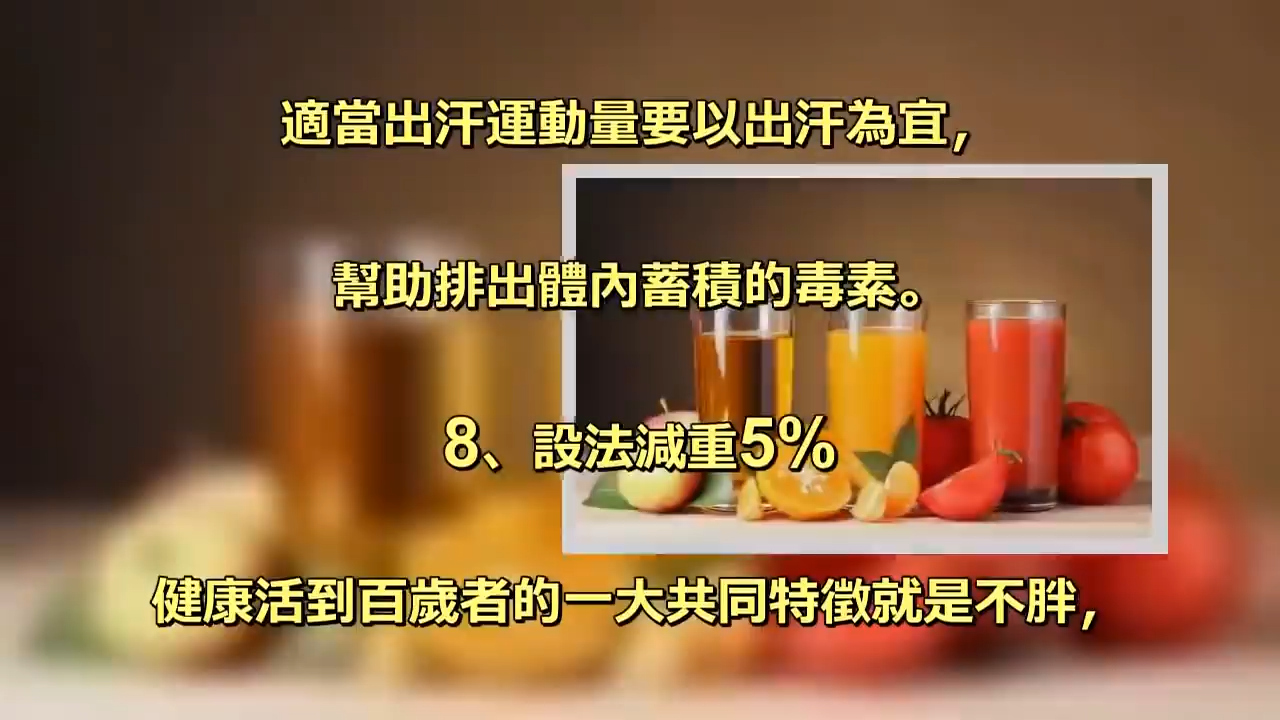 適當出汗運動量要以出汗為宜,
幫助排出體內蓄積的毒素。
8、設法減重5%
健康活到百歲者的一大共同特徵就是不胖,